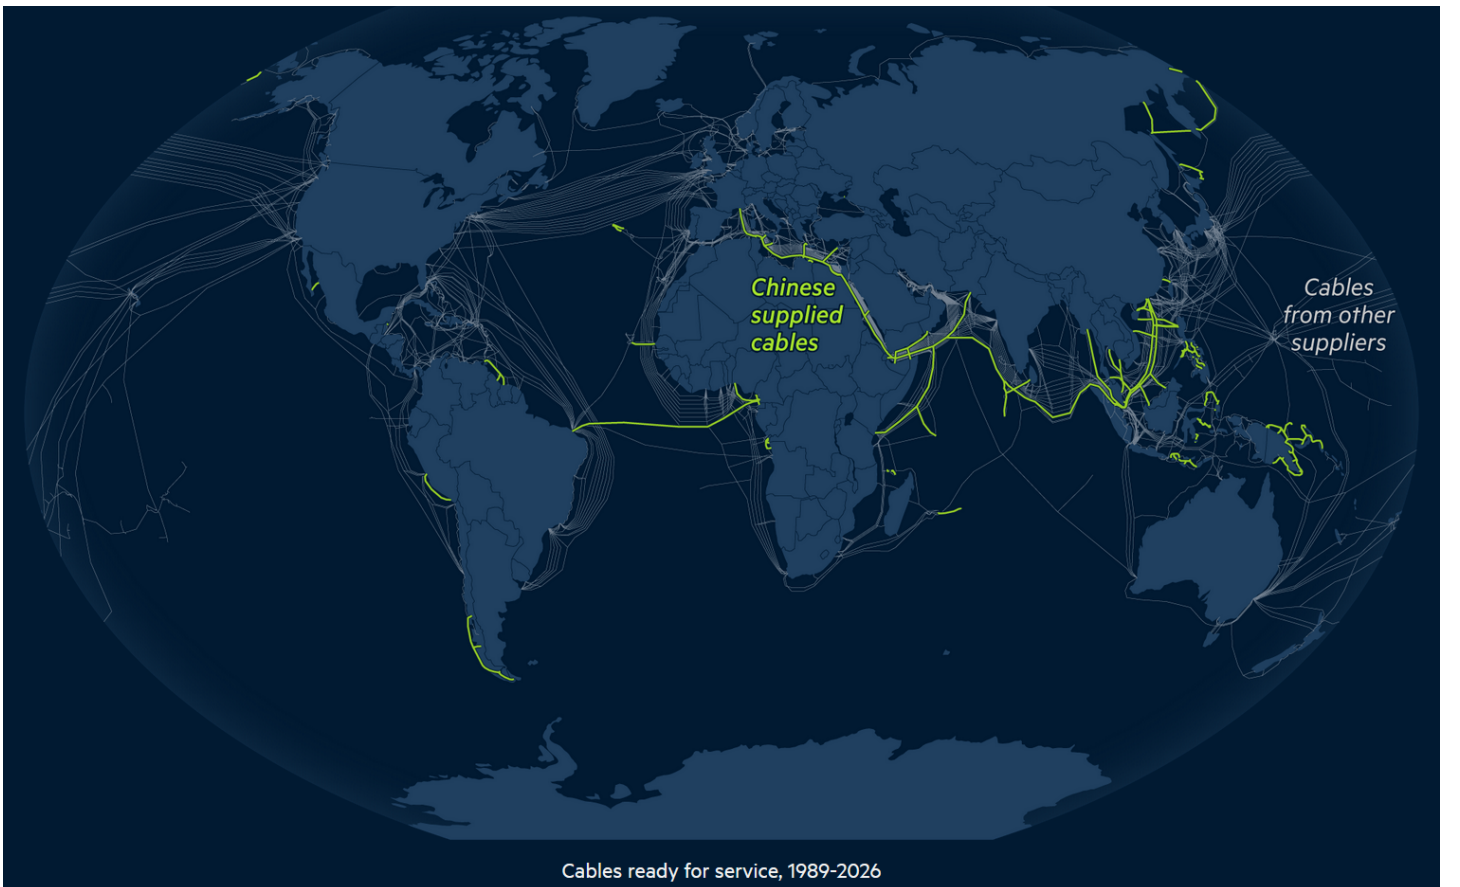 Chinese
supplied
cables
Cables
from other
suppliers
Cables ready for service, 1989-2026